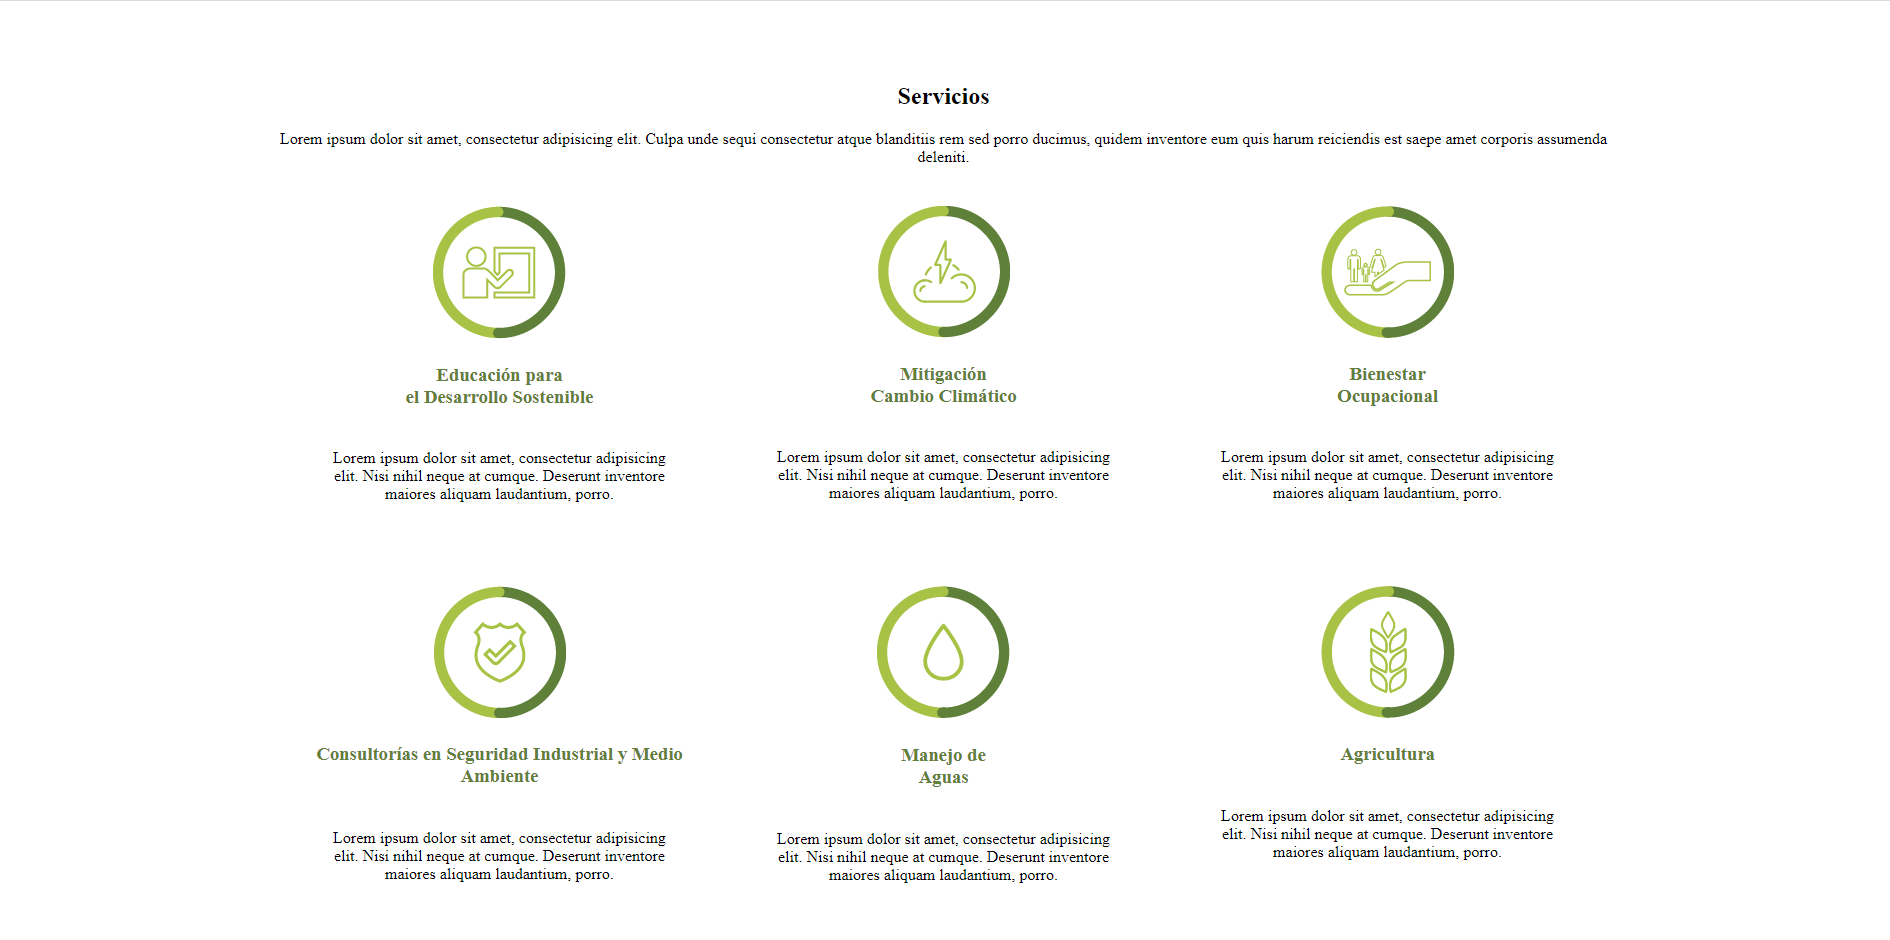 Servicios
Lorem ipsum dolor sit amet, consectetur adipisicing elit. Culpa unde sequi consectetur atque blanditiis rem sed porro ducimus, quidem inventore eum quis harum reiciendis est saepe amet corporis assumenda
deleniti.
Educación para
el Desarrollo Sostenible
Lorem ipsum dolor sit amet, consectetur adipisicing
elit. Nisi nihil neque at cumque. Deserunt inventore
maiores aliquam laudantium, porro.
Mitigación
Cambio Climático
Lorem ipsum dolor sit amet, consectetur adipisicing
elit. Nisi nihil neque at cumque. Deserunt inventore
maiores aliquam laudantium, porro.
Bienestar
Ocupacional
Lorem ipsum dolor sit amet, consectetur adipisicing
elit. Nisi nihil neque at cumque. Deserunt inventore
maiores aliquam laudantium, porro.
Consultorías en Seguridad Industrial y Medio
Ambiente
Lorem ipsum dolor sit amet, consectetur adipisicing
elit. Nisi nihil neque at cumque. Deserunt inventore
maiores aliquam laudantium, porro.
Manejo de
Aguas
Lorem ipsum dolor sit amet, consectetur adipisicing
elit. Nisi nihil neque at cumque. Deserunt inventore
maiores aliquam laudantium, porro.
Agricultura
Lorem ipsum dolor sit amet, consectetur adipisicing
elit. Nisi nihil neque at cumque. Deserunt inventore
maiores aliquam laudantium, porro.